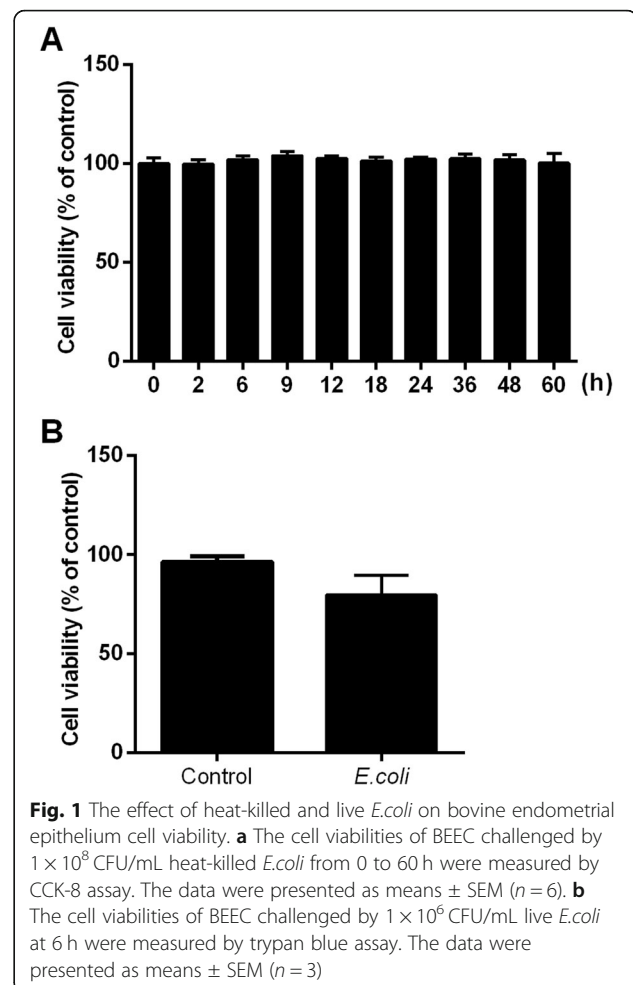 A
150
100
50
0
Cell viability (% of control)
0 2 6 9 12 18 24 36 48 60 (h)
B
150
100
50
0
Cell viability (% of control)
Control E.coli
Fig. 1 The effect of heat-killed and live E.coli on bovine endometrial
epithelium cell viability. a The cell viabilities of BEEC challenged by
1 × 10⁸ CFU/mL heat-killed E.coli from 0 to 60 h were measured by
CCK-8 assay. The data were presented as means ± SEM (n = 6). b
The cell viabilities of BEEC challenged by 1 × 10⁶ CFU/mL live E.coli
at 6 h were measured by trypan blue assay. The data were
presented as means ± SEM (n = 3)